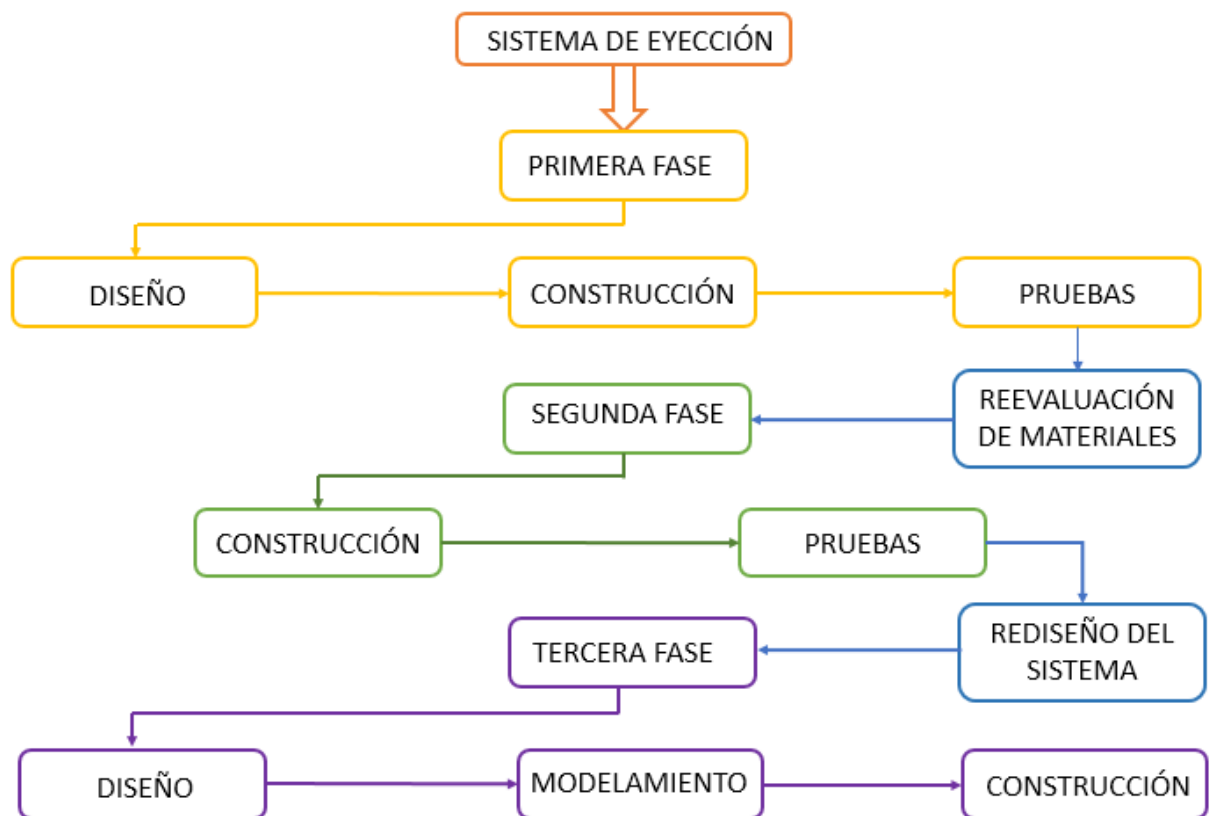 SISTEMA DE EYECCIÓN
PRIMERA FASE
DISEÑO
CONSTRUCCIÓN
PRUEBAS
REEVALUACIÓN
DE MATERIALES
SEGUNDA FASE
CONSTRUCCIÓN
PRUEBAS
REDISEÑO DEL
SISTEMA
TERCERA FASE
DISEÑO
MODELAMIENTO
CONSTRUCCIÓN